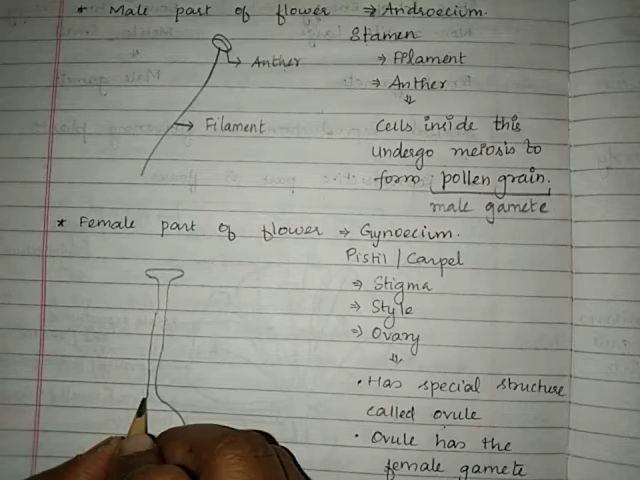 * Male part of flower ⇒ Androecium.
Stamen
Anther
→ Filament
→ Anther
⇓
Filament
Cells inside this
undergo meiosis to
form pollen grain.
male gamete
* Female part of flower ⇒ Gynoecium.
Pistil / Carpel
⇒ Stigma
⇒ Style
⇒ Ovary
⇓
• Has special structure
called ovule
• Ovule has the
female gamete